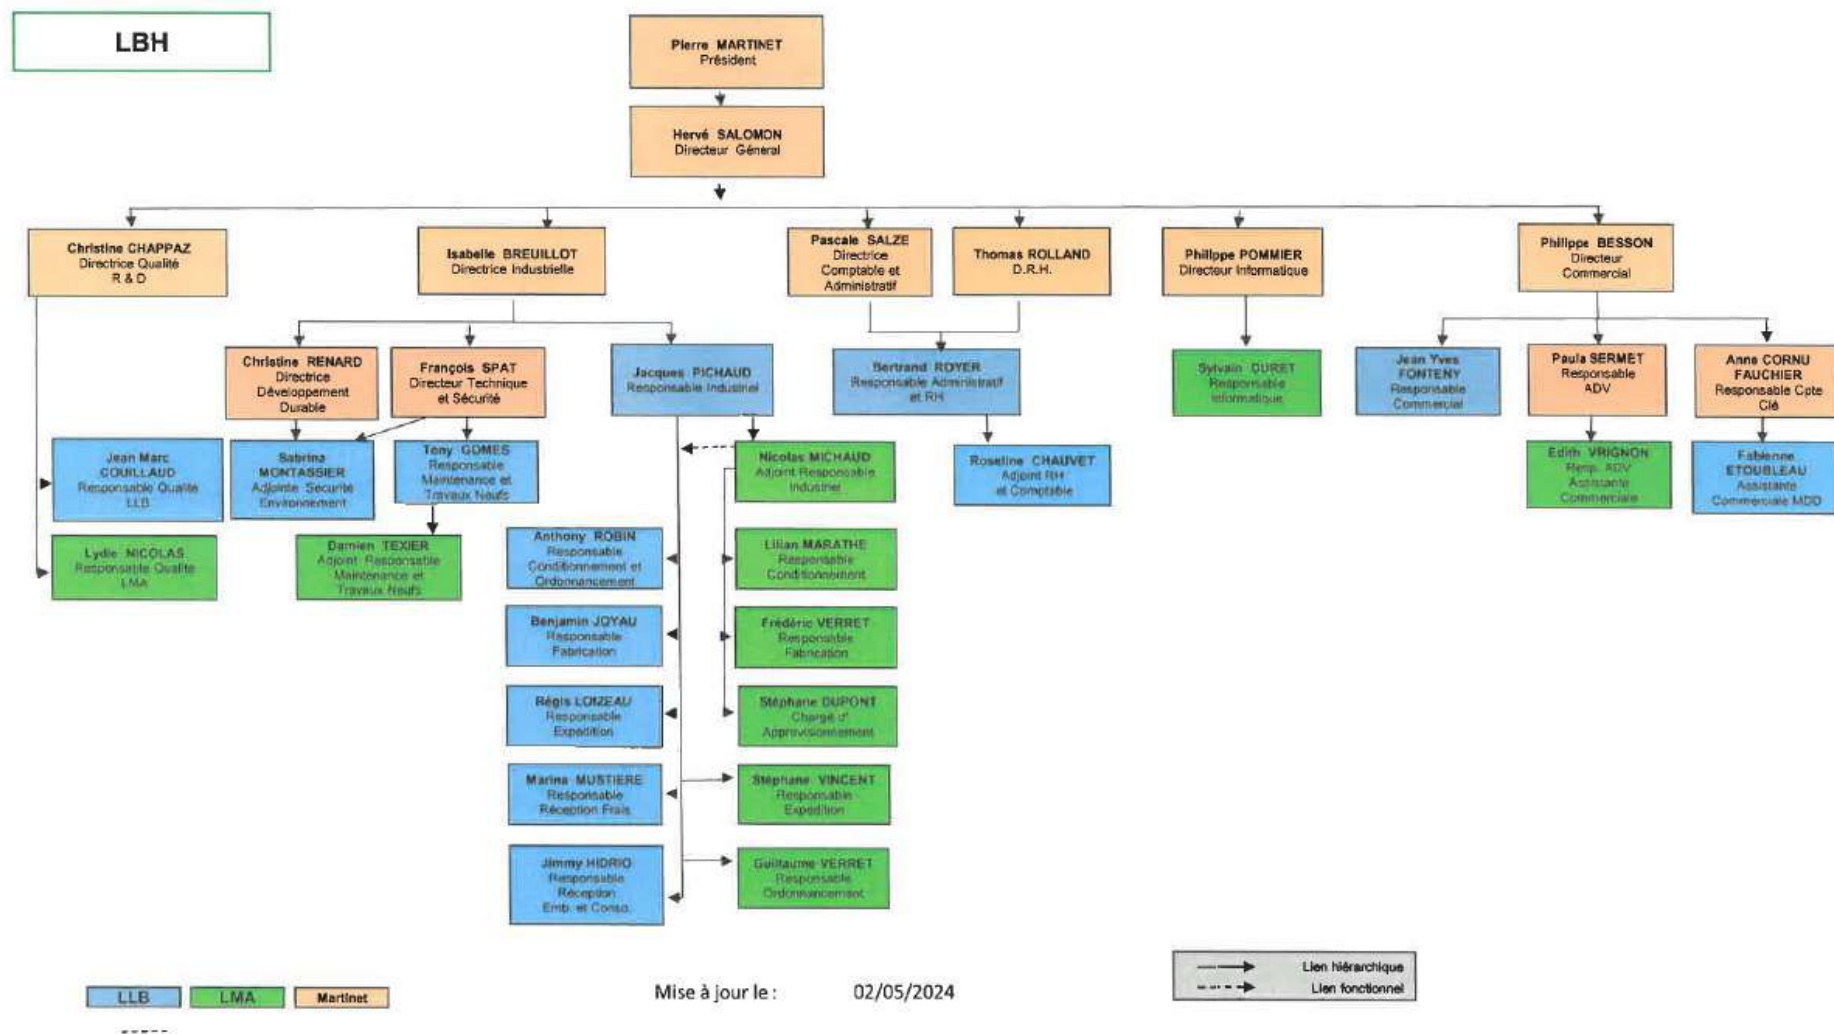 LBH
Pierre MARTINET
Président
Hervé SALOMON
Directeur Géneral
Christine CHAPPAZ
Directrice Qualité
R & D
Isabelle BREUILLOT
Directrice Industrielle
Pascale SALZE
Directrice
Comptable et
Administratif
Thomas ROLLAND
D.R.H.
Philippe POMMIER
Directeur Informatique
Philippe BESSON
Directeur
Commercial
Christine RENARD
Directrice
Développement
Durable
François SPAT
Directeur Technique
et Sécurité
Jacques PICHAUD
Responsable Industriel
Bertrand ROYER
Responsable Administratif
et RH
Sylvain DURET
Responsable
Informatique
Jean Yves
FONTENY
Responsable
Commercial
Paula SERMET
Responsable
ADV
Anne CORNU
FAUCHIER
Responsable Cpte
Clé
Jean Marc
COUILLAUD
Responsable Qualité
LLB
Sabrina
MONTASSIER
Adjointe Sécurité
Environnement
Tony GOMES
Responsable
Maintenance et
Travaux Neufs
Nicolas MICHAUD
Adjoint Responsable
Industriel
Roseline CHAUVET
Adjoint RH
et Comptable
Edith VRIGNON
Resp. ADV
Assistante
Commerciale
Fabienne
ETOUBLEAU
Assistante
Commerciale MDD
Lydie NICOLAS
Responsable Qualité
LMA
Damien TEXIER
Adjoint Responsable
Maintenance et
Travaux Neufs
Anthony ROBIN
Responsable
Conditionnement et
Ordonnancement
Lilian MARATHE
Responsable
Conditionnement
Benjamin JOYAU
Responsable
Fabrication
Frédéric VERRET
Responsable
Fabrication
Régis LOIZEAU
Responsable
Expédition
Stéphane DUPONT
Chargé d'
Approvisionnement
Marina MUSTIERE
Responsable
Réception Frais
Stéphane VINCENT
Responsable
Expédition
Jimmy HIDRIO
Responsable
Réception
Emb. et Conso.
Guillaume VERRET
Responsable
Ordonnancement
LLB
LMA
Martinet
Mise à jour le : 02/05/2024
Lien hiérarchique
Lien fonctionnel